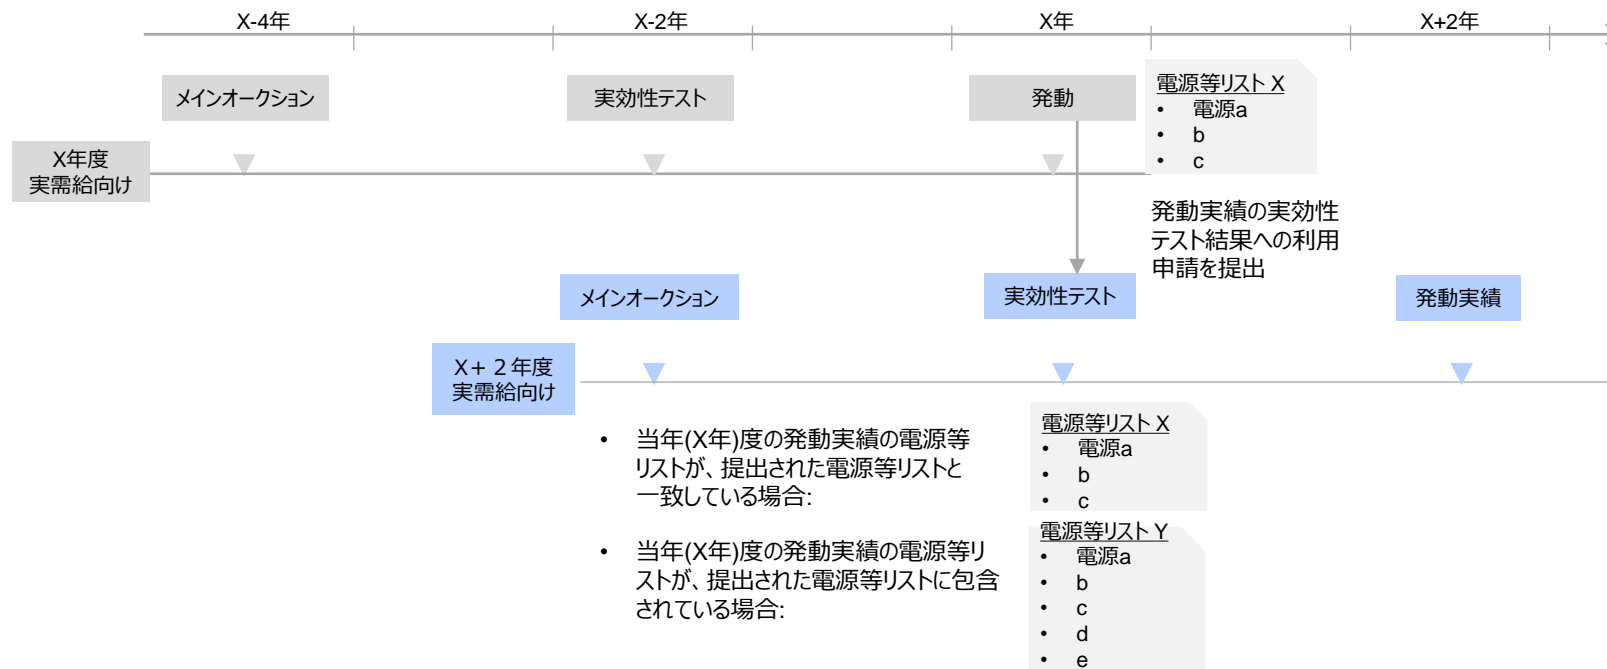 X-4年
X-2年
X年
X+2年
メインオークション
実効性テスト
発動
電源等リスト X
• 電源a
• b
• c
X年度
実需給向け
発動実績の実効性
テスト結果への利用
申請を提出
メインオークション
実効性テスト
発動実績
X+２年度
実需給向け
• 当年(X年)度の発動実績の電源等
リストが、提出された電源等リストと
一致している場合:
電源等リスト X
• 電源a
• b
• c
• 当年(X年)度の発動実績の電源等リ
ストが、提出された電源等リストに包含
されている場合:
電源等リスト Y
• 電源a
• b
• c
• d
• e